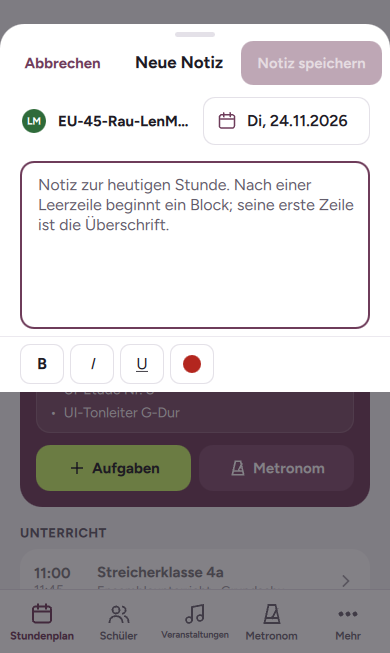 Abbrechen
Neue Notiz
Notiz speichern
LM
EU-45-Rau-LenM...
Di, 24.11.2026
Notiz zur heutigen Stunde. Nach einer
Leerzeile beginnt ein Block; seine erste Zeile
ist die Überschrift.
B
I
U
• UI-Tonleiter G-Dur
Aufgaben
Metronom
UNTERRICHT
11:00
Streicherklasse 4a
Stundenplan
Schüler
Veranstaltungen
Metronom
Mehr